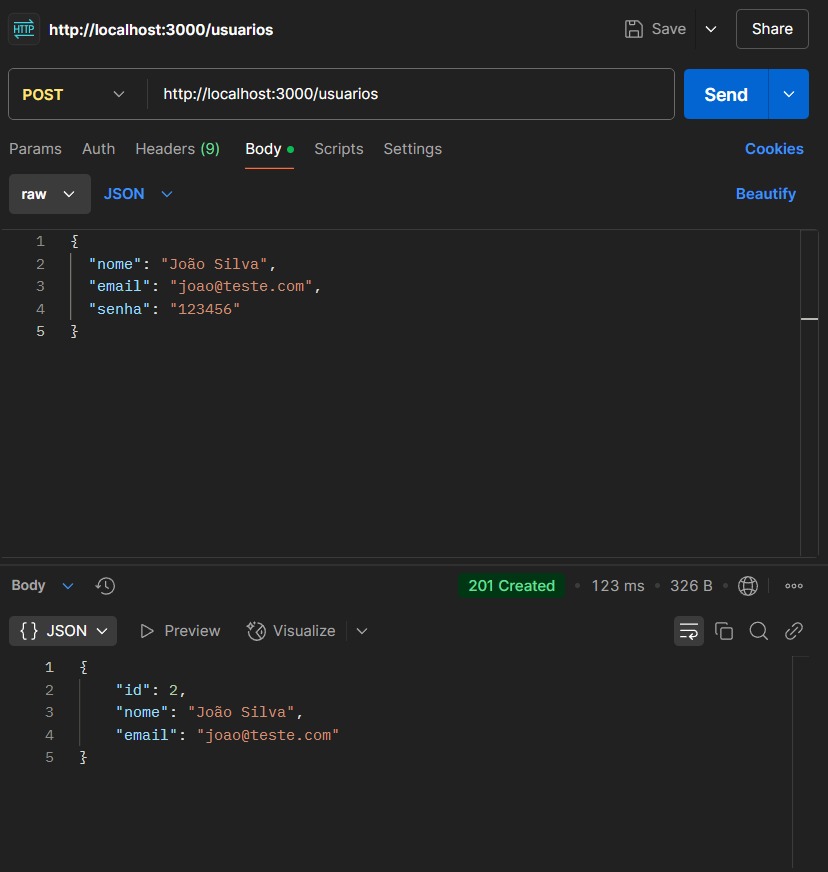 HTTP http://localhost:3000/usuarios Save Share
POST http://localhost:3000/usuarios Send
Params Auth Headers (9) Body Scripts Settings Cookies
raw JSON Beautify
1 {
2 "nome": "João Silva",
3 "email": "joao@teste.com",
4 "senha": "123456"
5 }
Body 201 Created • 123 ms • 326 B •
{} JSON Preview Visualize
1 {
2 "id": 2,
3 "nome": "João Silva",
4 "email": "joao@teste.com"
5 }